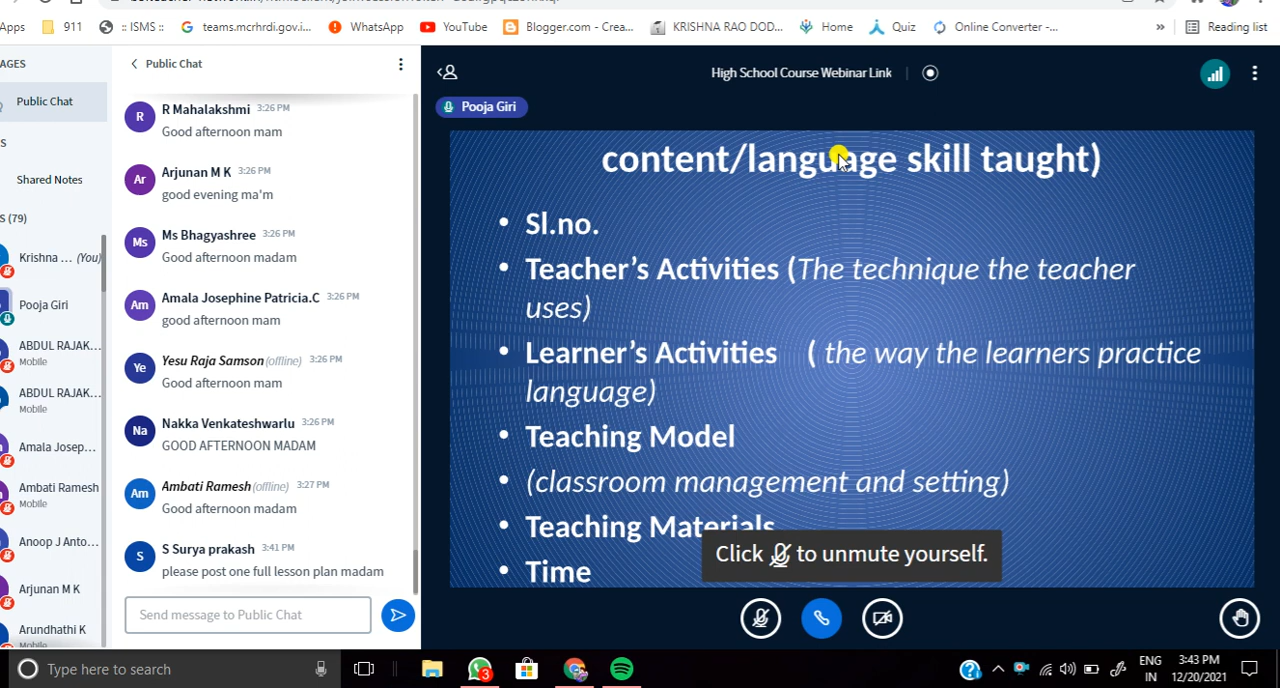 Apps
911
:: ISMS ::
teams.mcrhrdi.gov.i...
WhatsApp
YouTube
Blogger.com - Crea...
KRISHNA RAO DOD...
Home
Quiz
Online Converter -...
»
Reading list
AGES
Public Chat
S
Shared Notes
S (79)
Krishna ... (You)
Pooja Giri
ABDUL RAJAK...
Mobile
ABDUL RAJAK...
Mobile
Amala Josep...
Ambati Ramesh
Mobile
Anoop J Anto...
Arjunan M K
Arundhathi K
Mobile
Public Chat
R
R Mahalakshmi 3:26 PM
Good afternoon mam
Ar
Arjunan M K 3:26 PM
good evening ma'm
Ms
Ms Bhagyashree 3:26 PM
Good afternoon madam
Am
Amala Josephine Patricia.C 3:26 PM
good afternoon mam
Ye
Yesu Raja Samson (offline) 3:26 PM
Good afternoon mam
Na
Nakka Venkateshwarlu 3:26 PM
GOOD AFTERNOON MADAM
Am
Ambati Ramesh (offline) 3:27 PM
Good afternoon madam
S
S Surya prakash 3:41 PM
please post one full lesson plan madam
Send message to Public Chat
High School Course Webinar Link
Pooja Giri
content/language skill taught)
• Sl.no.
• Teacher’s Activities (The technique the teacher
uses)
• Learner’s Activities ( the way the learners practice
language)
• Teaching Model
• (classroom management and setting)
• Teaching Materials
• Time
Click to unmute yourself.
Type here to search
3
ENG
IN
3:43 PM
12/20/2021